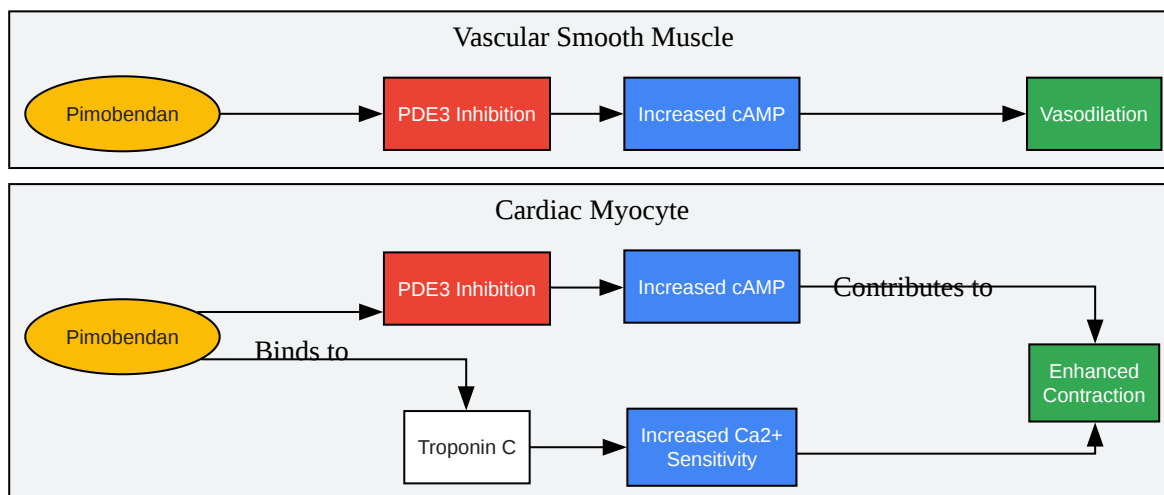 Vascular Smooth Muscle
Pimobendan
PDE3 Inhibition
Increased cAMP
Vasodilation
Cardiac Myocyte
PDE3 Inhibition
Increased cAMP
Contributes to
Pimobendan
Binds to
Enhanced
Contraction
Troponin C
Increased Ca2+
Sensitivity